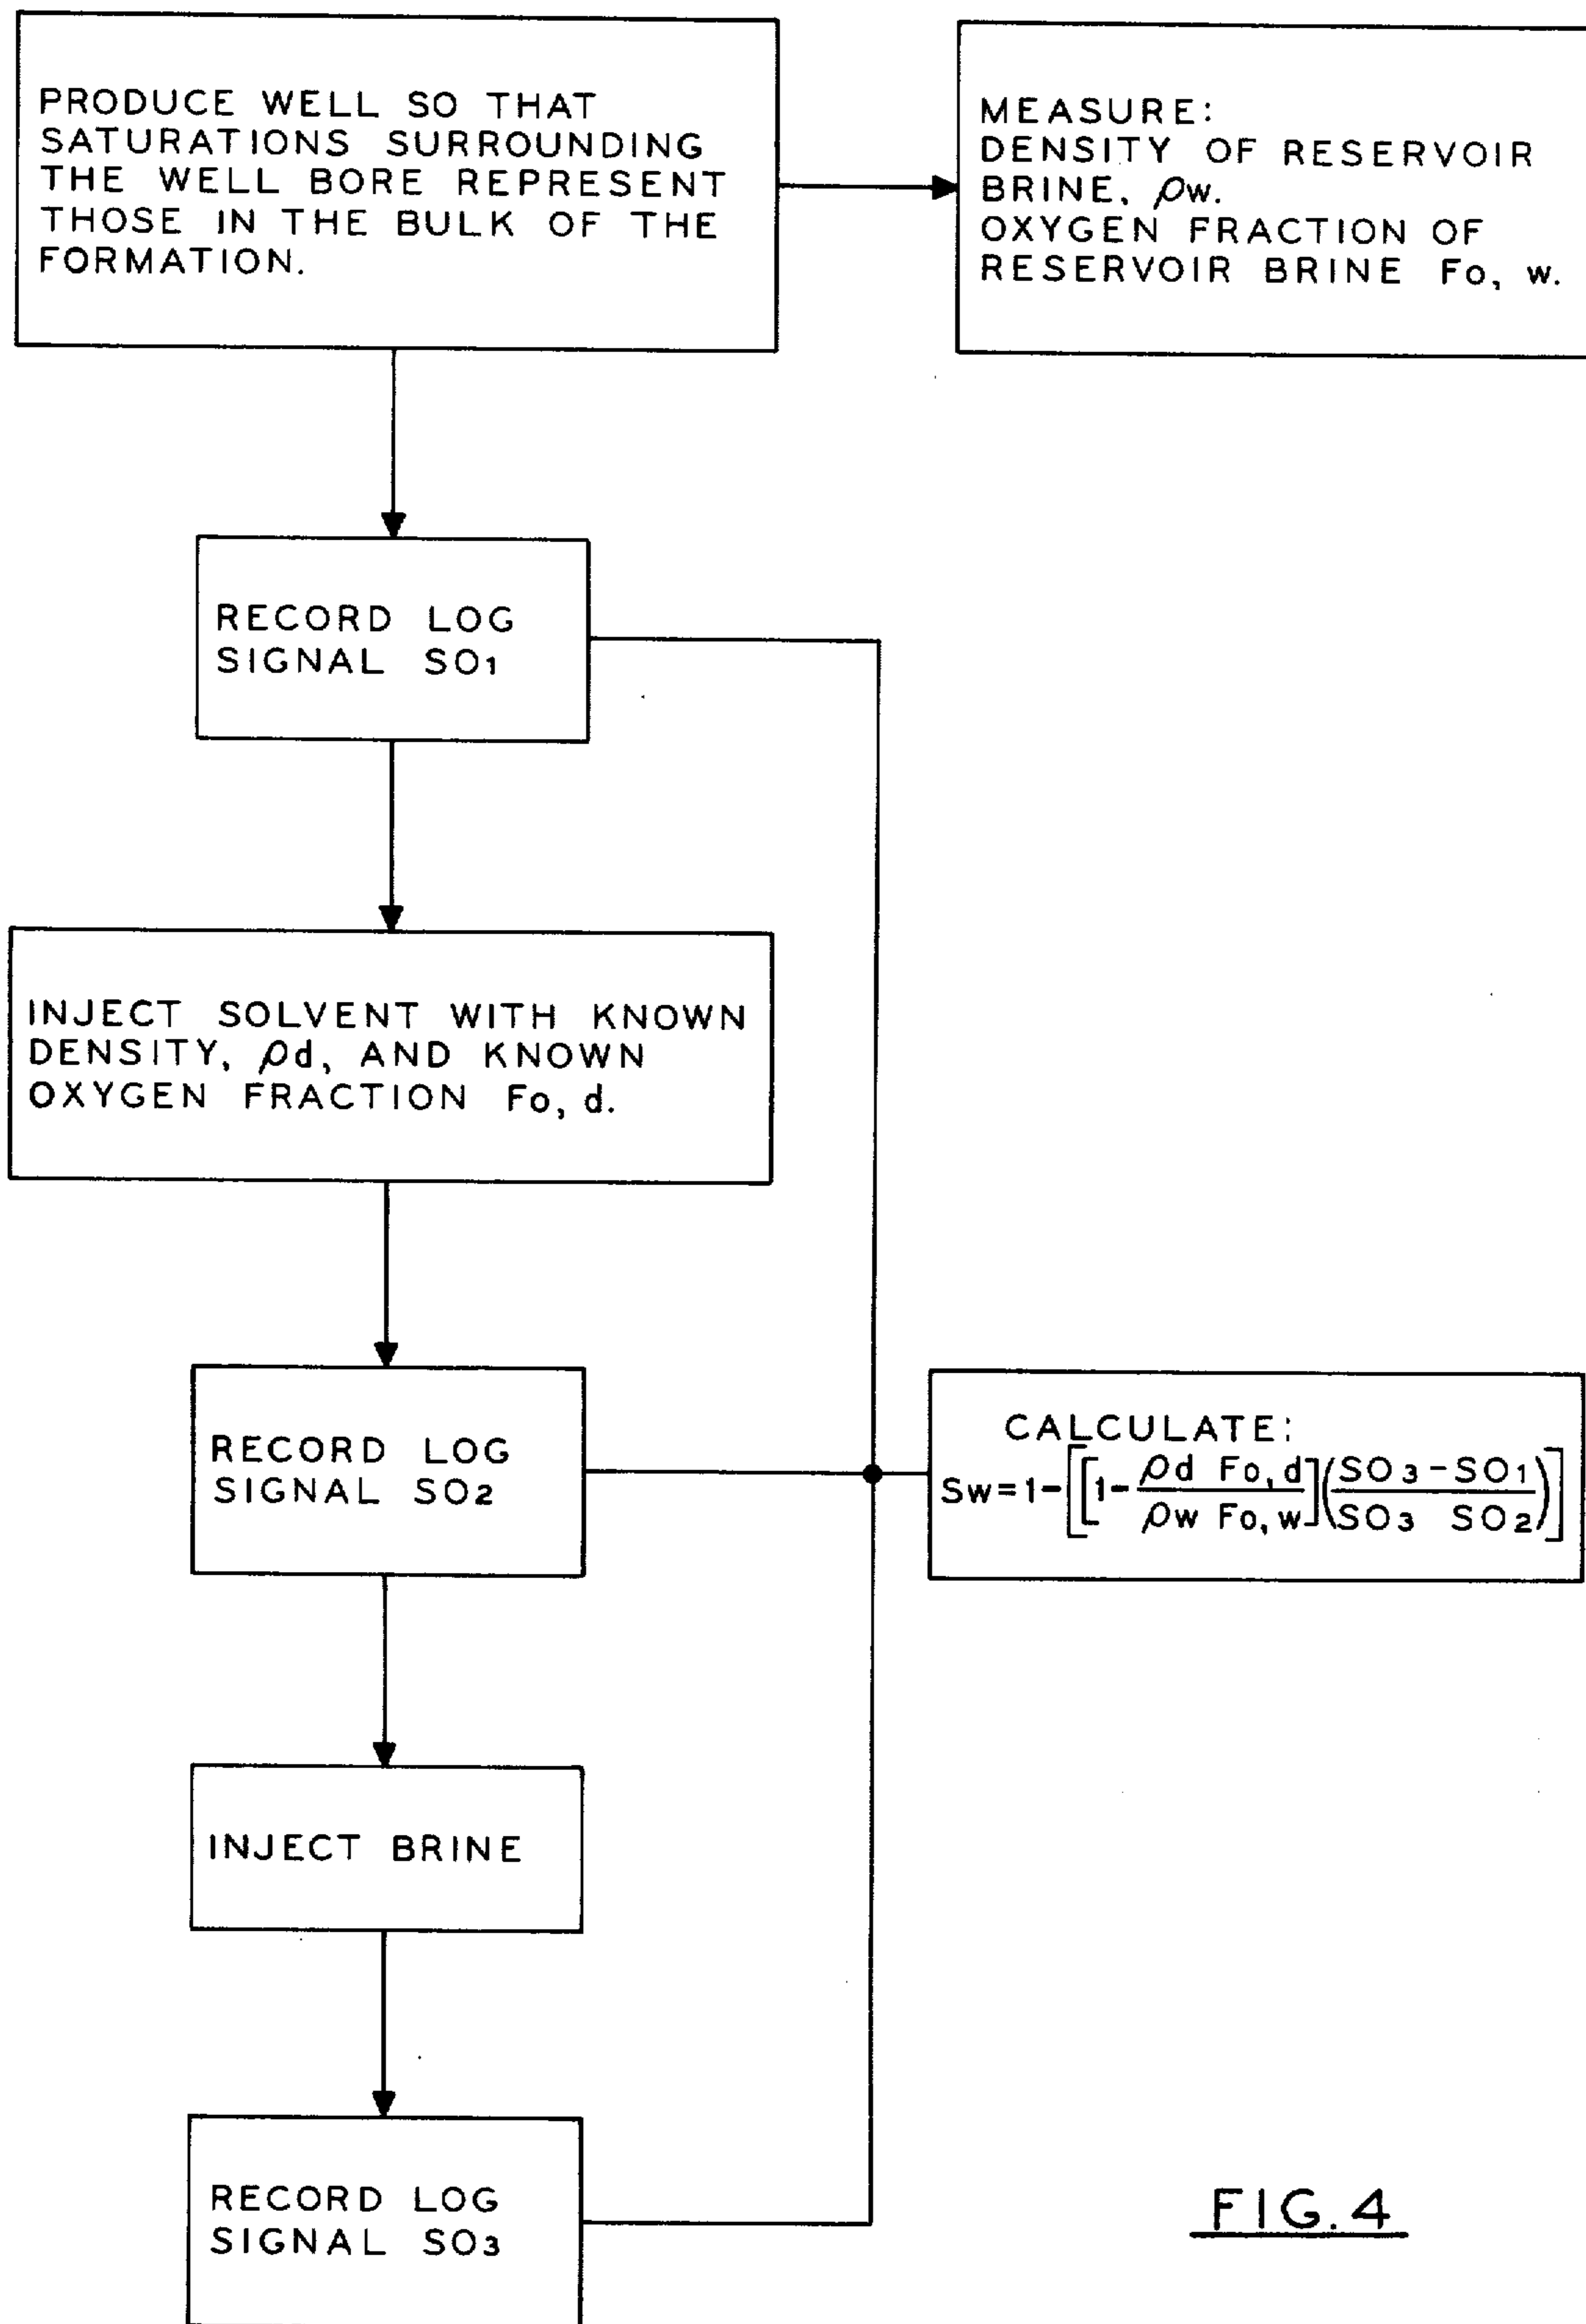 PRODUCE WELL SO THAT
SATURATIONS SURROUNDING
THE WELL BORE REPRESENT
THOSE IN THE BULK OF THE
FORMATION.
MEASURE:
DENSITY OF RESERVOIR
BRINE, ρw.
OXYGEN FRACTION OF
RESERVOIR BRINE Fo, w.
RECORD LOG
SIGNAL SO1
INJECT SOLVENT WITH KNOWN
DENSITY, ρd, AND KNOWN
OXYGEN FRACTION Fo, d.
RECORD LOG
SIGNAL SO2
CALCULATE:
Sw=1-[[1-ρd Fo,d/ρw Fo,w](SO3-SO1/SO3 SO2)]
INJECT BRINE
RECORD LOG
SIGNAL SO3
FIG.4